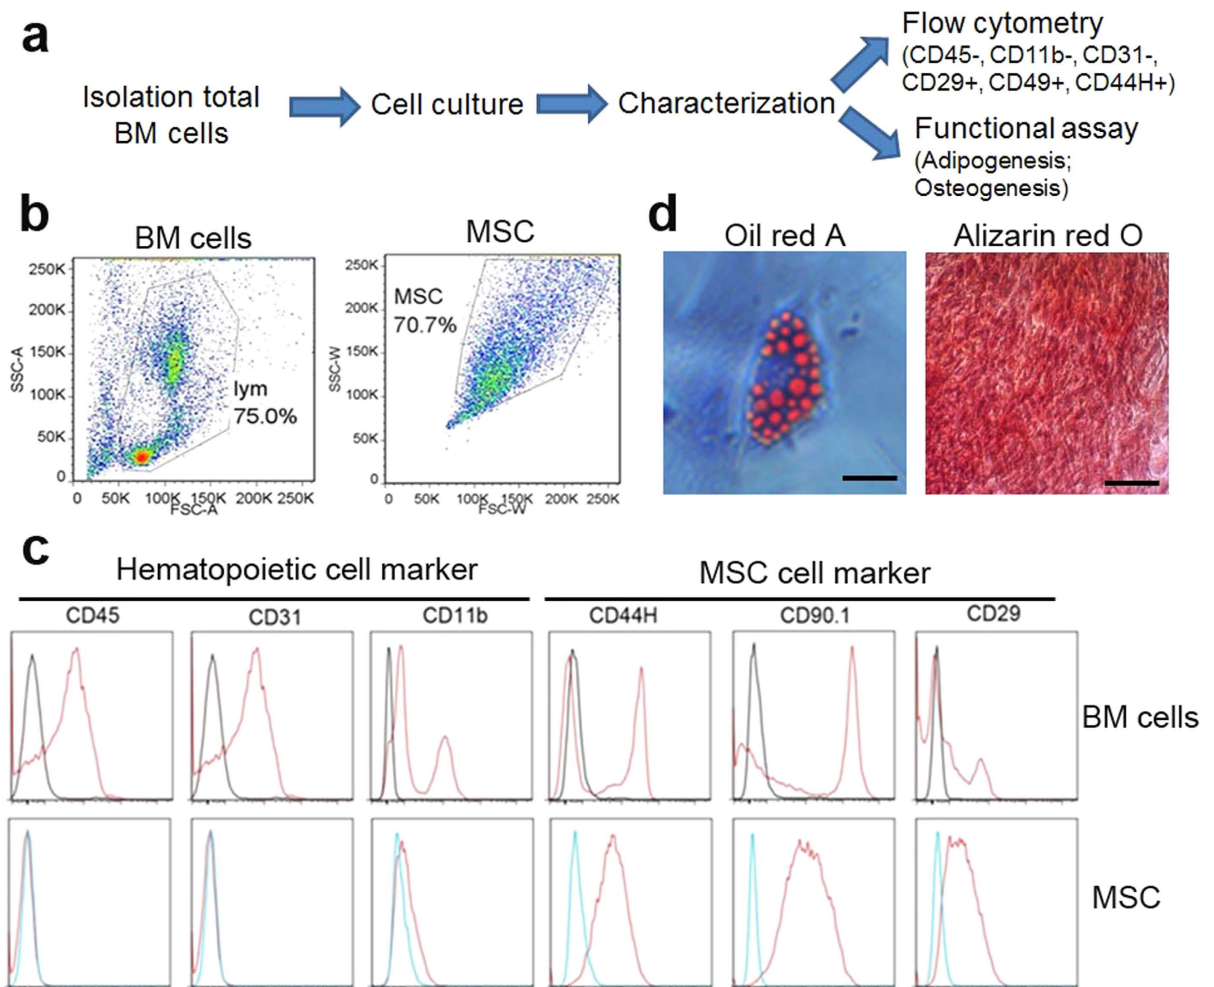 a
Isolation total
BM cells
Cell culture
Characterization
Flow cytometry
(CD45-, CD11b-, CD31-,
CD29+, CD49+, CD44H+)
Functional assay
(Adipogenesis;
Osteogenesis)
b
BM cells
250K
200K
150K
100K
50K
0
SSC-A
lym
75.0%
0 50K 100K 150K 200K 250K
FSC-A
MSC
250K
200K
150K
100K
50K
0
SSC-W
MSC
70.7%
0 50K 100K 150K 200K 250K
FSC-W
d
Oil red A
Alizarin red O
c
Hematopoietic cell marker
MSC cell marker
CD45 CD31 CD11b CD44H CD90.1 CD29
BM cells
MSC